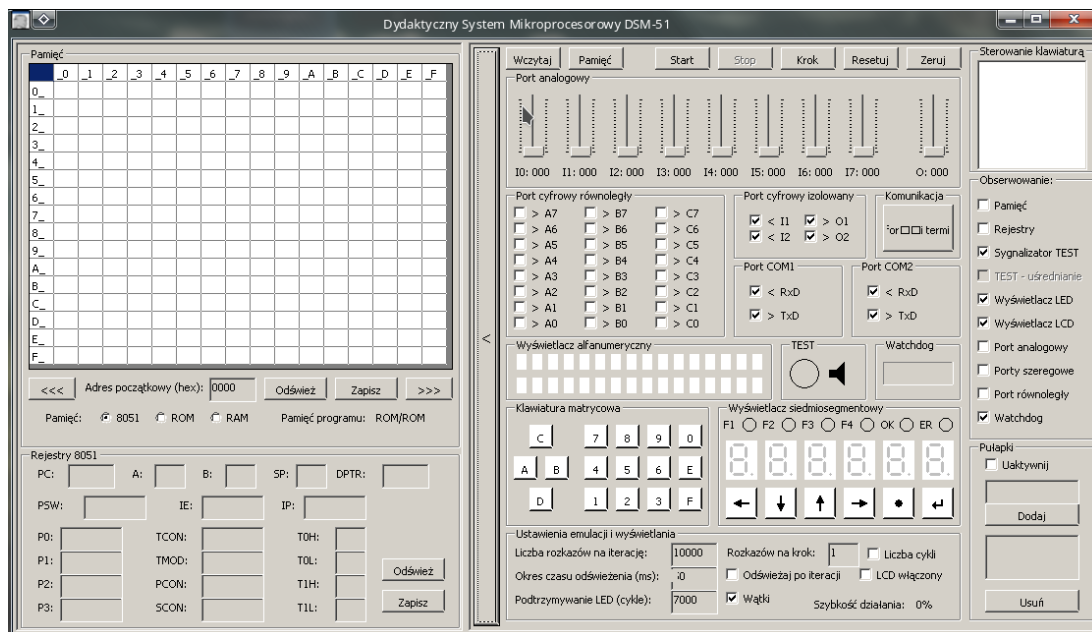 Dydaktyczny System Mikroprocesorowy DSM-51
Pamięć
_0 _1 _2 _3 _4 _5 _6 _7 _8 _9 _A _B _C _D _E _F
0_
1_
2_
3_
4_
5_
6_
7_
8_
9_
A_
B_
C_
D_
E_
F_
<<< Adres początkowy (hex): 0000 Odśwież Zapisz >>>
Pamięć: 8051 ROM RAM Pamięć programu: ROM/ROM
Rejestry 8051
PC: A: B: SP: DPTR:
PSW: IE: IP:
P0: TCON: T0H:
P1: TMOD: T0L:
P2: PCON: T1H:
P3: SCON: T1L:
Odśwież
Zapisz
<
Wczytaj Pamięć Start Stop Krok Resetuj Zeruj
Port analogowy
I0: 000 I1: 000 I2: 000 I3: 000 I4: 000 I5: 000 I6: 000 I7: 000 O: 000
Port cyfrowy równoległy
> A7 > B7 > C7
> A6 > B6 > C6
> A5 > B5 > C5
> A4 > B4 > C4
> A3 > B3 > C3
> A2 > B2 > C2
> A1 > B1 > C1
> A0 > B0 > C0
Port cyfrowy izolowany
< I1 > O1
< I2 > O2
Komunikacja
termi
Port COM1
< RxD
> TxD
Port COM2
< RxD
> TxD
Wyświetlacz alfanumeryczny
TEST
Watchdog
Klawiatura matrycowa
C 7 8 9 0
A B 4 5 6 E
D 1 2 3 F
Wyświetlacz siedmiosegmentowy
F1 F2 F3 F4 OK ER
8. 8. 8. 8. 8. 8.
← ↓ ↑ → • ↵
Ustawienia emulacji i wyświetlania
Liczba rozkazów na iterację: 10000 Rozkazów na krok: 1 Liczba cykli
Okres czasu odświeżenia (ms): Odświeżaj po iteracji LCD włączony
Podtrzymywanie LED (cykle): 7000 Wątki Szybkość działania: 0%
Sterowanie klawiaturą
Obserwowanie:
Pamięć
Rejestry
Sygnalizator TEST
TEST - uśrednianie
Wyświetlacz LED
Wyświetlacz LCD
Port analogowy
Porty szeregowe
Port równoległy
Watchdog
Pułapki
Uaktywnij
Dodaj
Usuń